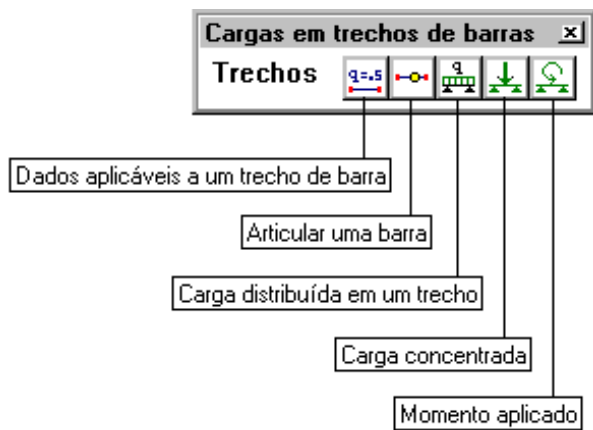 Cargas em trechos de barras
Trechos
q=.5
q
Dados aplicáveis a um trecho de barra
Articular uma barra
Carga distribuída em um trecho
Carga concentrada
Momento aplicado